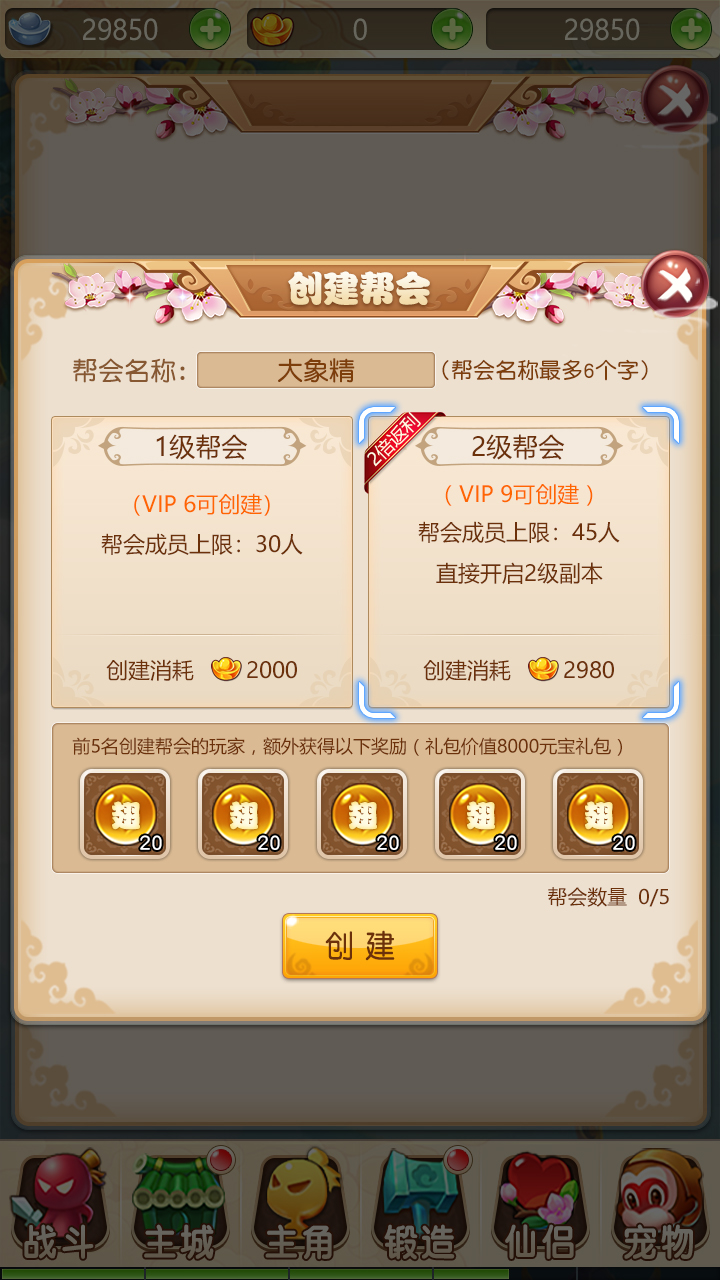 29850
0
29850
创建帮会
帮会名称：
大象精
(帮会名称最多6个字)
1级帮会
(VIP 6可创建)
帮会成员上限：30人
创建消耗 2000
2倍返利
2级帮会
( VIP 9可创建 )
帮会成员上限：45人
直接开启2级副本
创建消耗 2980
前5名创建帮会的玩家，额外获得以下奖励 ( 礼包价值8000元宝礼包 )
翅 20
翅 20
翅 20
翅 20
翅 20
帮会数量 0/5
创 建
战斗
主城
主角
锻造
仙侣
宠物